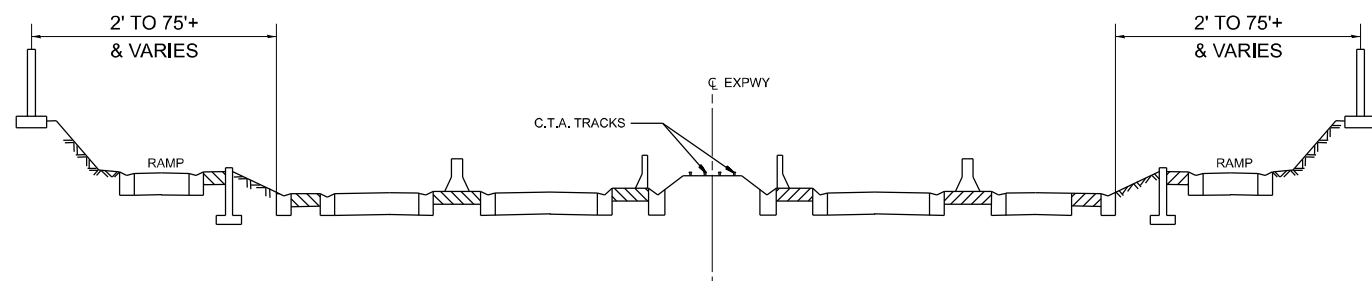 2' TO 75'+
& VARIES
2' TO 75'+
& VARIES
℄ EXPWY
C.T.A. TRACKS
RAMP
RAMP